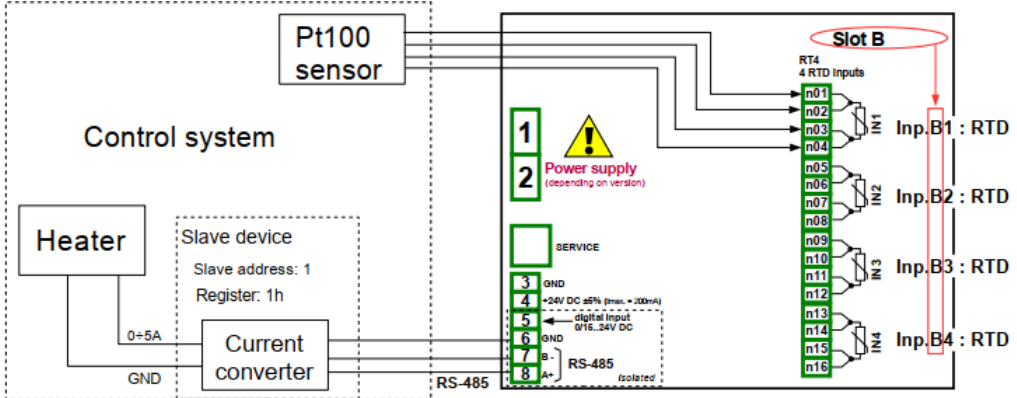 Pt100
sensor
Control system
Heater
Slave device
Slave address: 1
Register: 1h
0÷5A
GND
Current
converter
RS-485
1
2
Power supply
(depending on version)
SERVICE
3 GND
4 +24V DC ±5% (Imax. = 200mA)
5 digital input
0/15..24V DC
6 GND
7 B -
8 A+
RS-485
Isolated
Slot B
RT4
4 RTD Inputs
n01
n02
n03
n04
IN1
Inp.B1 : RTD
n05
n06
n07
n08
IN2
Inp.B2 : RTD
n09
n10
n11
n12
IN3
Inp.B3 : RTD
n13
n14
n15
n16
IN4
Inp.B4 : RTD